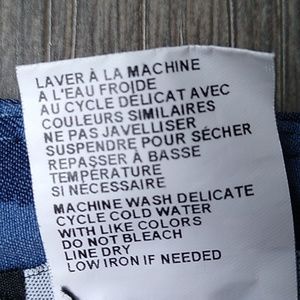 LAVER À LA MACHINE
A L'EAU FROIDE
AU CYCLE DÉLICAT AVEC
COULEURS SIMILAIRES
NE PAS JAVELLISER
SUSPENDRE POUR SÉCHER
REPASSER À BASSE
TEMPÉRATURE
SI NÉCESSAIRE
MACHINE WASH DELICATE
CYCLE COLD WATER
WITH LIKE COLORS
DO NOT BLEACH
LINE DRY
LOW IRON IF NEEDED